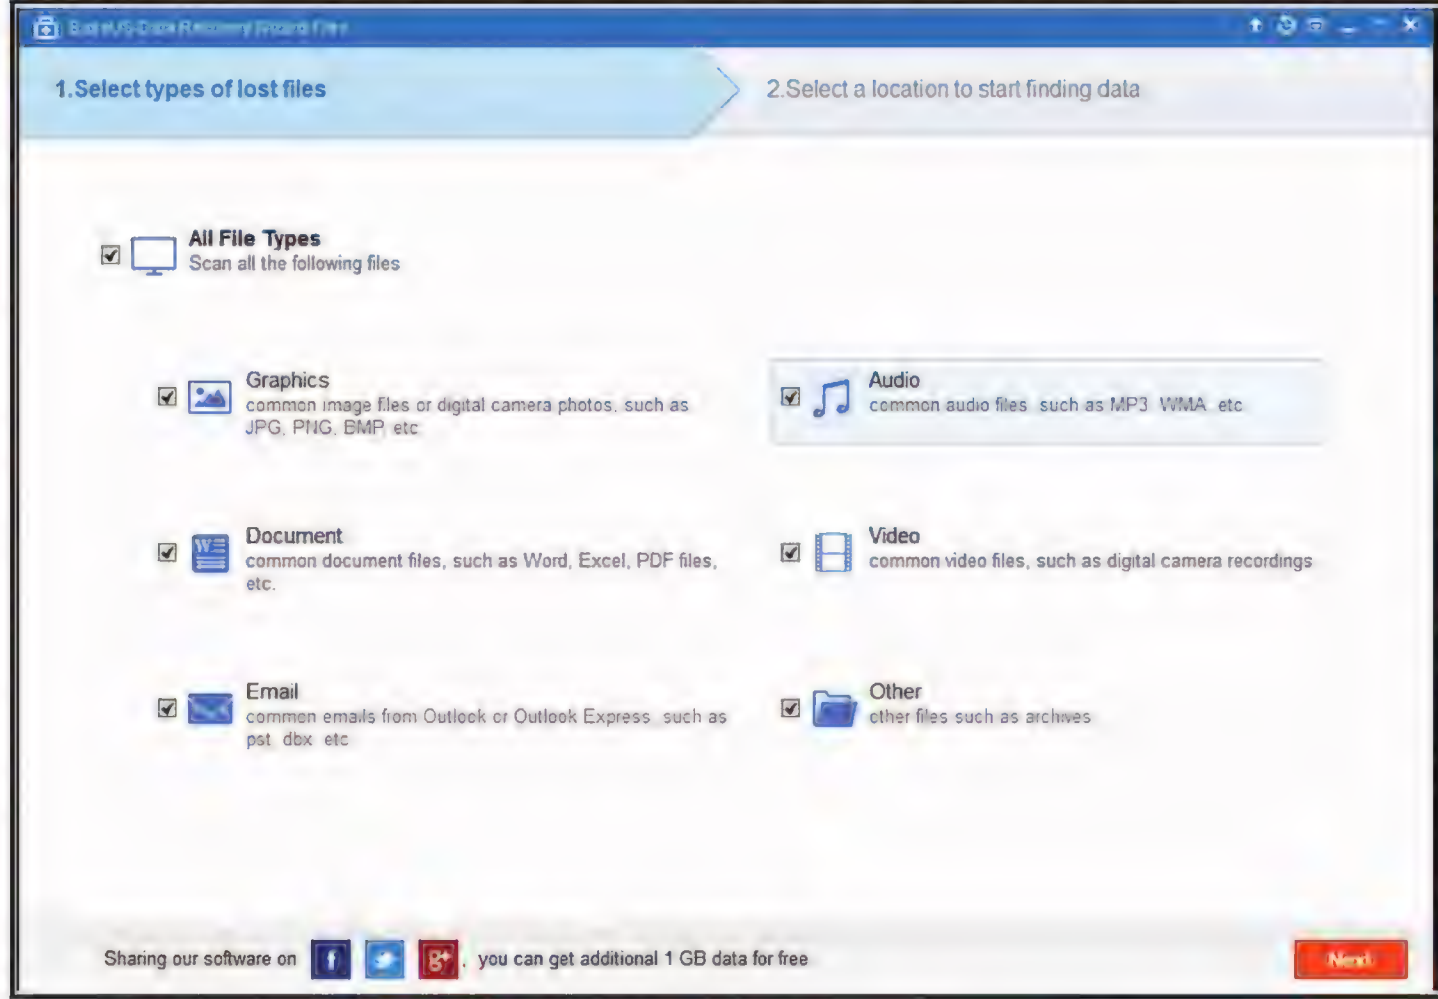 EaseUS Data Recovery Wizard Free
1.Select types of lost files
2.Select a location to start finding data
All File Types
Scan all the following files
Graphics
common image files or digital camera photos, such as
JPG, PNG, BMP etc
Audio
common audio files such as MP3 WMA etc
Document
common document files, such as Word, Excel, PDF files,
etc.
Video
common video files, such as digital camera recordings
Email
common emails from Outlook or Outlook Express such as
pst dbx etc
Other
other files such as archives
Sharing our software on f g+ , you can get additional 1 GB data for free
Next